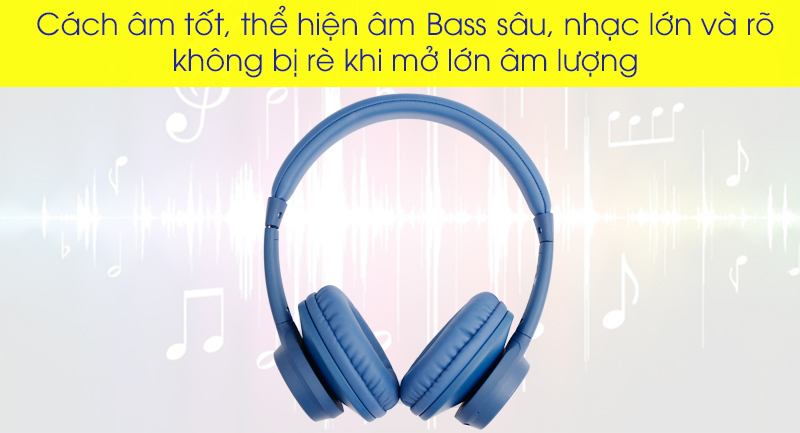 Cách âm tốt, thể hiện âm Bass sâu, nhạc lớn và rõ
không bị rè khi mở lớn âm lượng